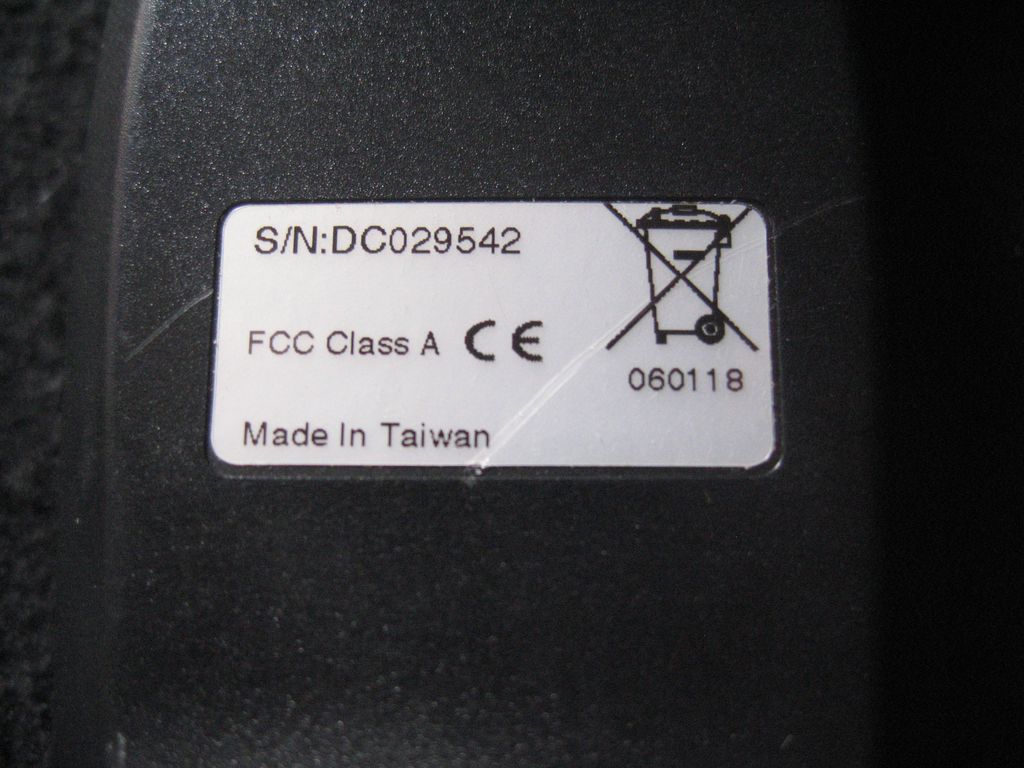 S/N:DC029542
FCC Class A CE
060118
Made In Taiwan